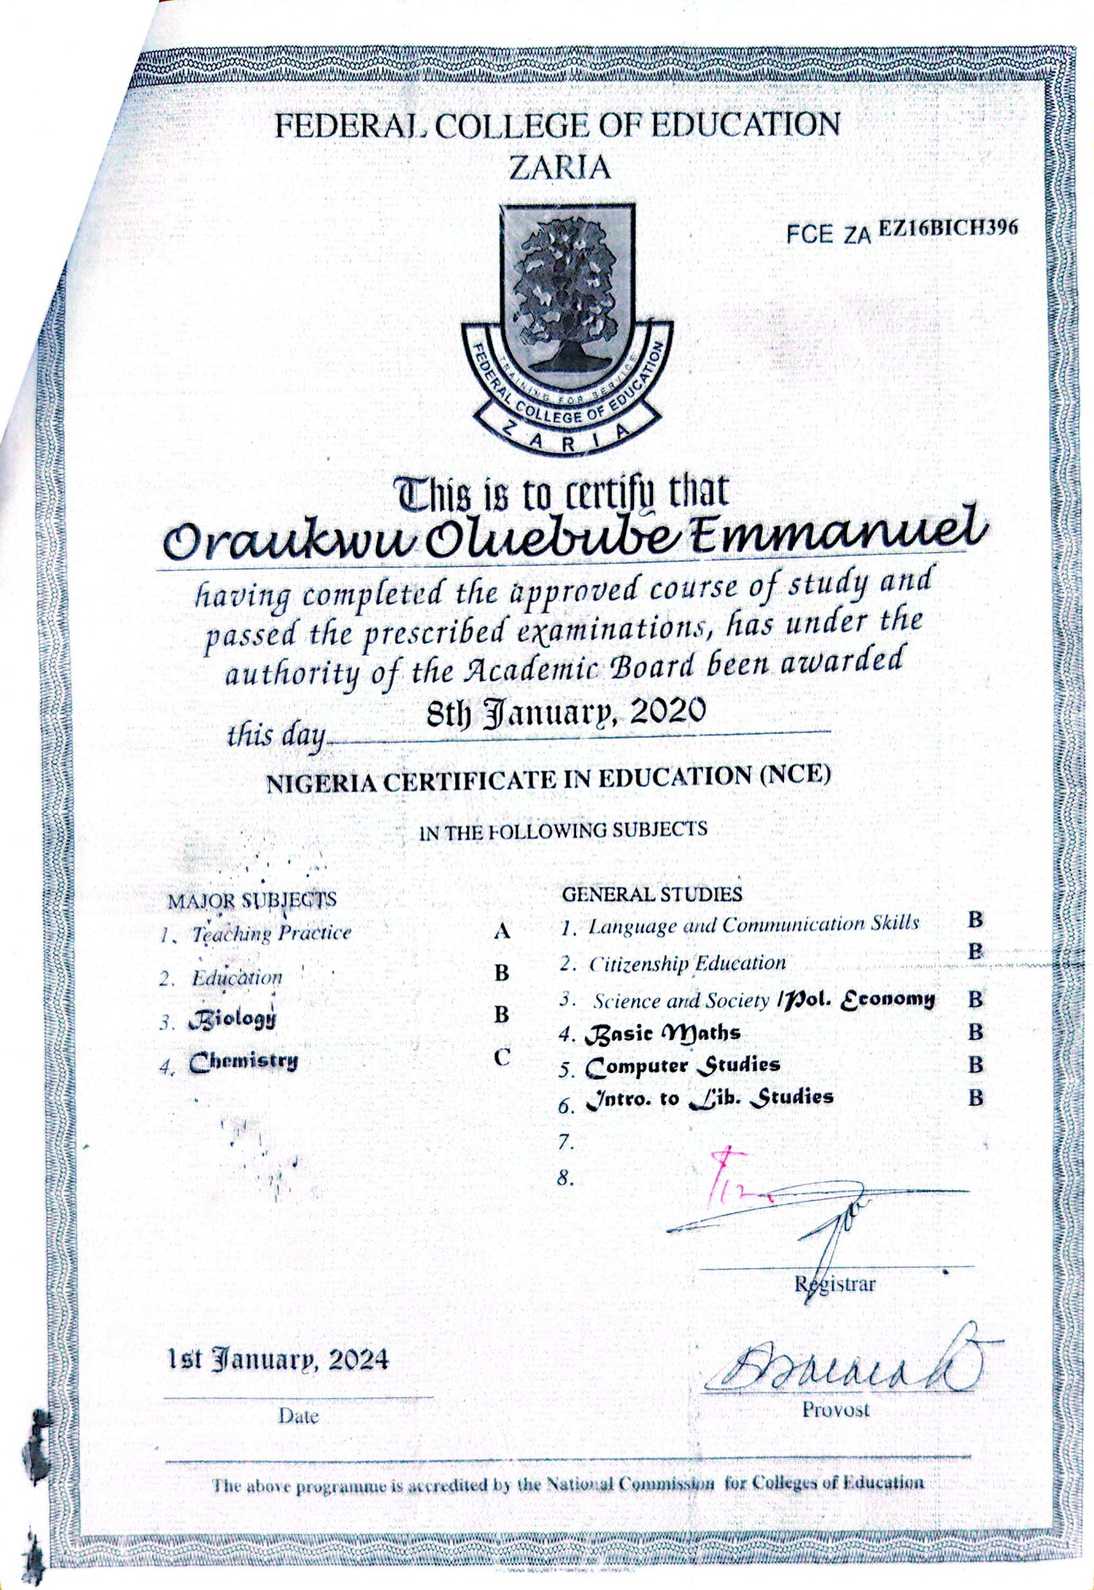 FEDERAL COLLEGE OF EDUCATION
ZARIA
FCE ZA EZ16BICH396
TRAINING FOR SERVICE
FEDERAL COLLEGE OF EDUCATION
ZARIA
This is to certify that
Oraukwu Oluebube Emmanuel
having completed the approved course of study and
passed the prescribed examinations, has under the
authority of the Academic Board been awarded
this day 8th January, 2020
NIGERIA CERTIFICATE IN EDUCATION (NCE)
IN THE FOLLOWING SUBJECTS
MAJOR SUBJECTS
1. Teaching Practice A
2. Education B
3. Biology B
4. Chemistry C
GENERAL STUDIES
1. Language and Communication Skills B
2. Citizenship Education B
3. Science and Society /Pol. Economy B
4. Basic Maths B
5. Computer Studies B
6. Intro. to Lib. Studies B
7.
8.
Registrar
1st January, 2024
Date
Provost
The above programme is accredited by the National Commission for Colleges of Education